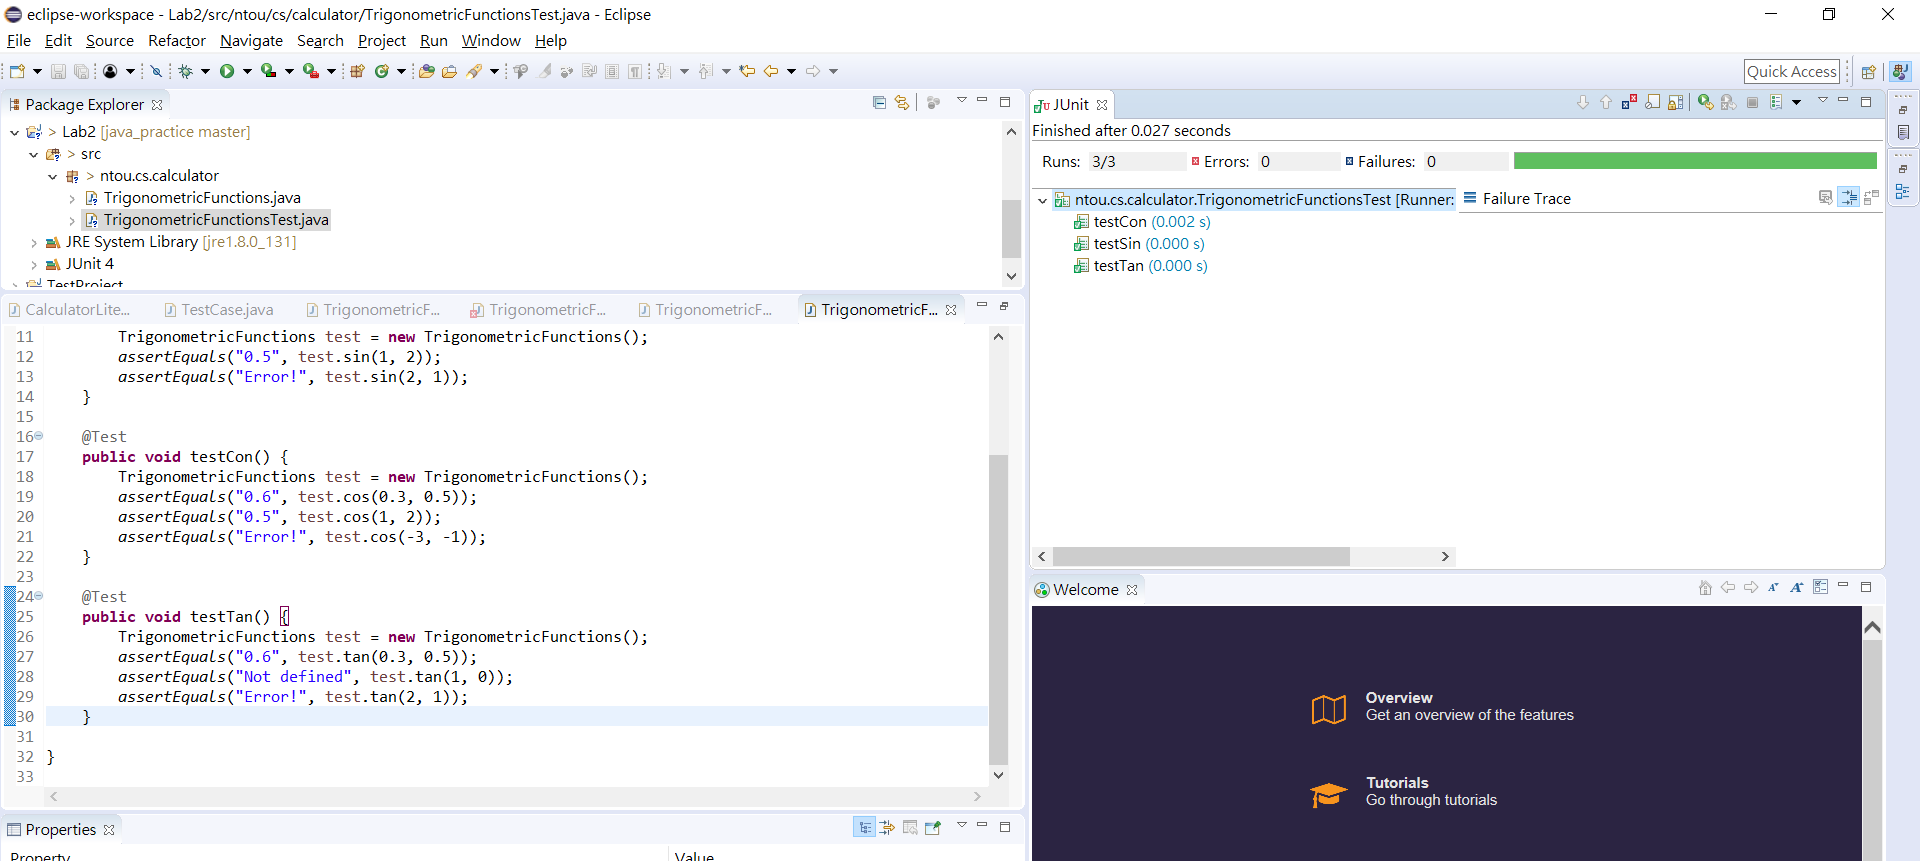 eclipse-workspace - Lab2/src/ntou/cs/calculator/TrigonometricFunctionsTest.java - Eclipse
File Edit Source Refactor Navigate Search Project Run Window Help
Quick Access
Package Explorer
> Lab2 [java_practice master]
> src
> ntou.cs.calculator
TrigonometricFunctions.java
TrigonometricFunctionsTest.java
JRE System Library [jre1.8.0_131]
JUnit 4
TestProject
CalculatorLite... TestCase.java TrigonometricF... TrigonometricF... TrigonometricF... TrigonometricF...
11 TrigonometricFunctions test = new TrigonometricFunctions();
12 assertEquals("0.5", test.sin(1, 2));
13 assertEquals("Error!", test.sin(2, 1));
14 }
15
16 @Test
17 public void testCon() {
18 TrigonometricFunctions test = new TrigonometricFunctions();
19 assertEquals("0.6", test.cos(0.3, 0.5));
20 assertEquals("0.5", test.cos(1, 2));
21 assertEquals("Error!", test.cos(-3, -1));
22 }
23
24 @Test
25 public void testTan() {
26 TrigonometricFunctions test = new TrigonometricFunctions();
27 assertEquals("0.6", test.tan(0.3, 0.5));
28 assertEquals("Not defined", test.tan(1, 0));
29 assertEquals("Error!", test.tan(2, 1));
30 }
31
32 }
33
Properties
Property Value
JUnit
Finished after 0.027 seconds
Runs: 3/3 Errors: 0 Failures: 0
ntou.cs.calculator.TrigonometricFunctionsTest [Runner:
testCon (0.002 s)
testSin (0.000 s)
testTan (0.000 s)
Failure Trace
Welcome
Overview
Get an overview of the features
Tutorials
Go through tutorials